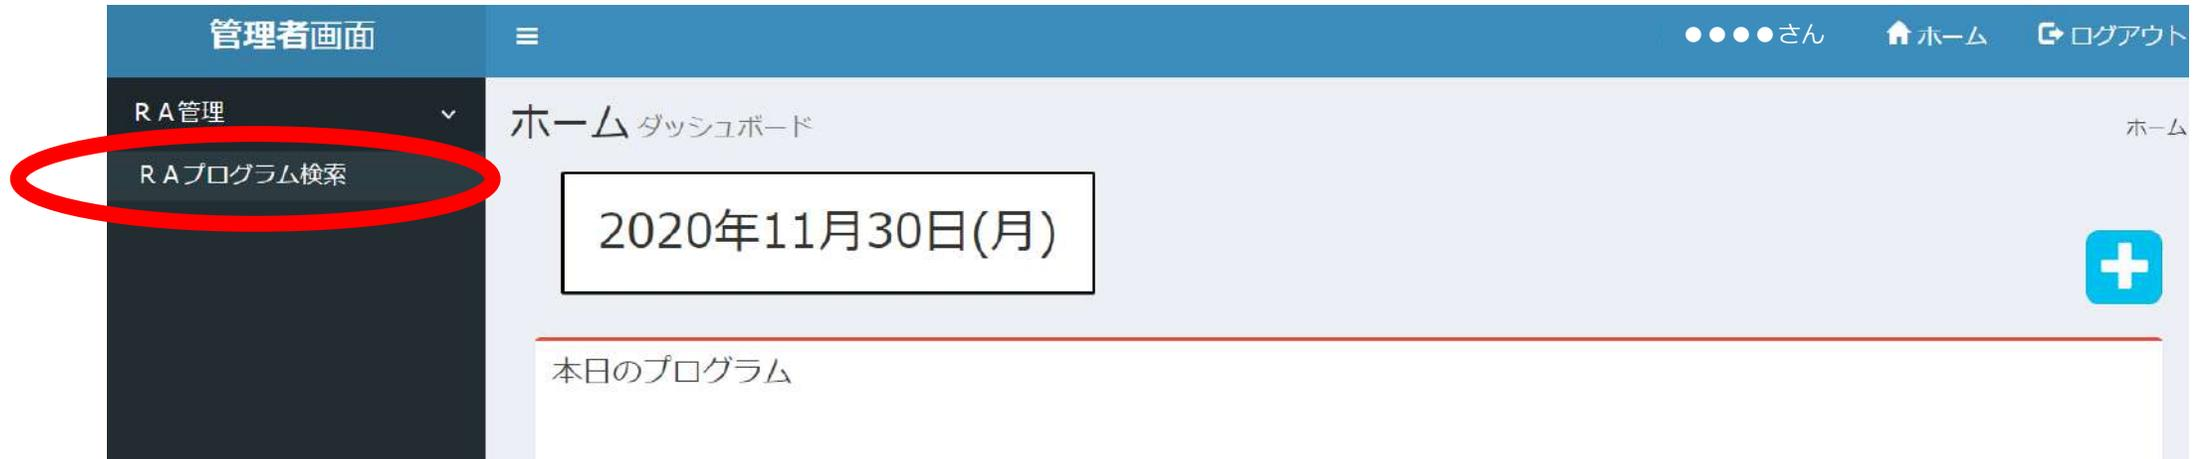 管理者画面
●●●●さん ホーム ログアウト
ＲＡ管理
ＲＡプログラム検索
ホーム ダッシュボード
ホーム
2020年11月30日(月)
本日のプログラム